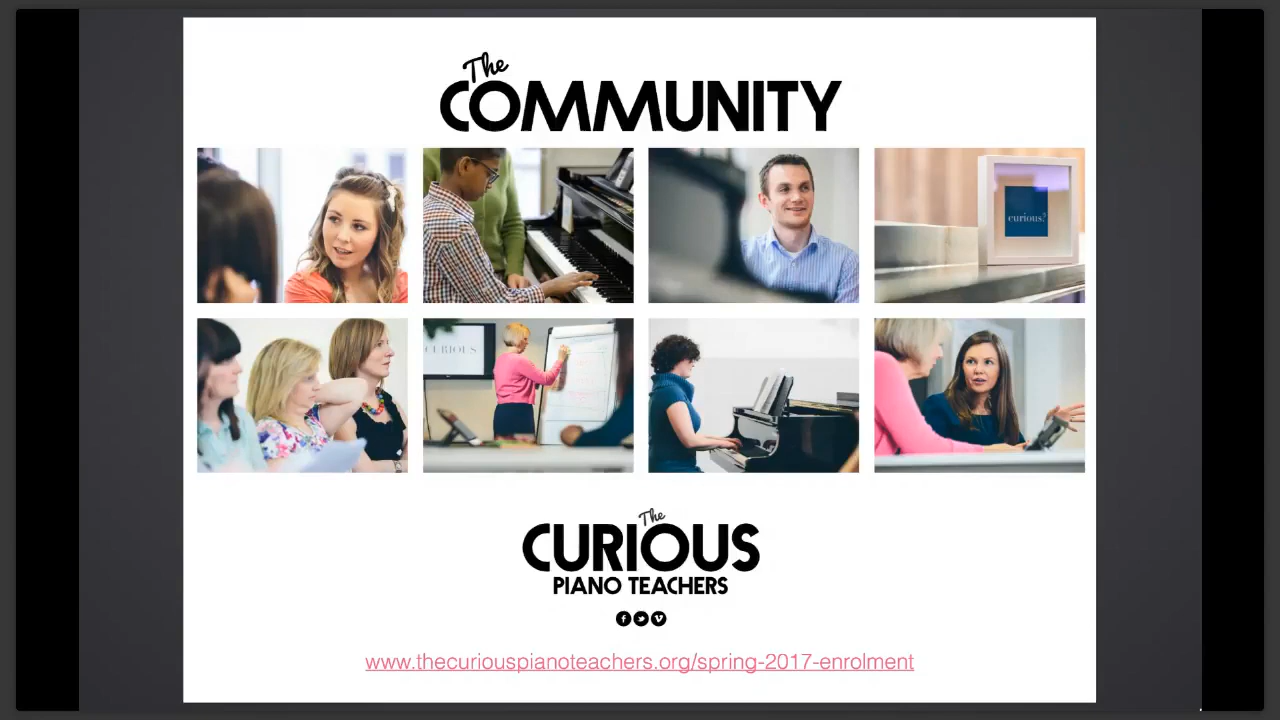 The
COMMUNITY
curious?
CURIOUS
The
CURIOUS
PIANO TEACHERS
www.thecuriouspianoteachers.org/spring-2017-enrolment